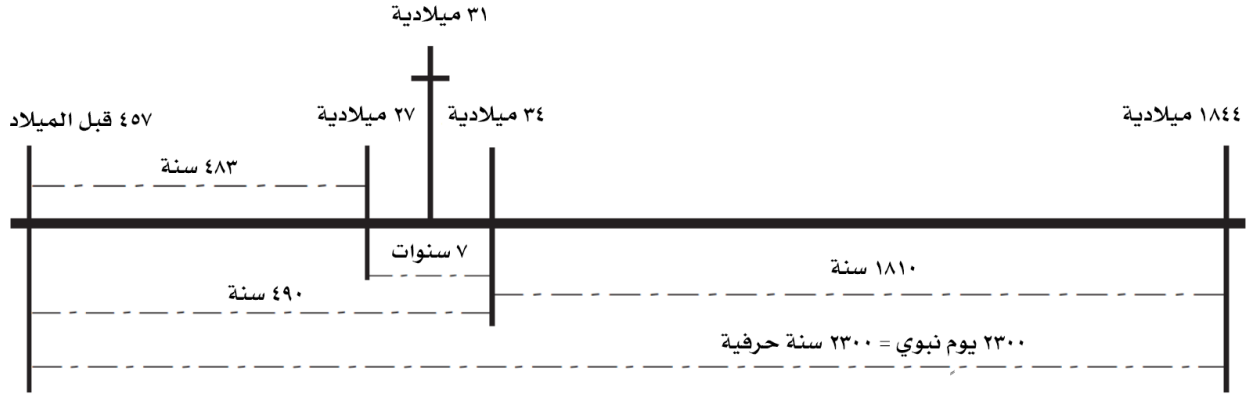 ٣١ ميلادية
٤٥٧ قبل الميلاد
٢٧ ميلادية
٣٤ ميلادية
١٨٤٤ ميلادية
٤٨٣ سنة
٧ سنوات
١٨١٠ سنة
٤٩٠ سنة
٢٣٠٠ يوم نبوي = ٢٣٠٠ سنة حرفية